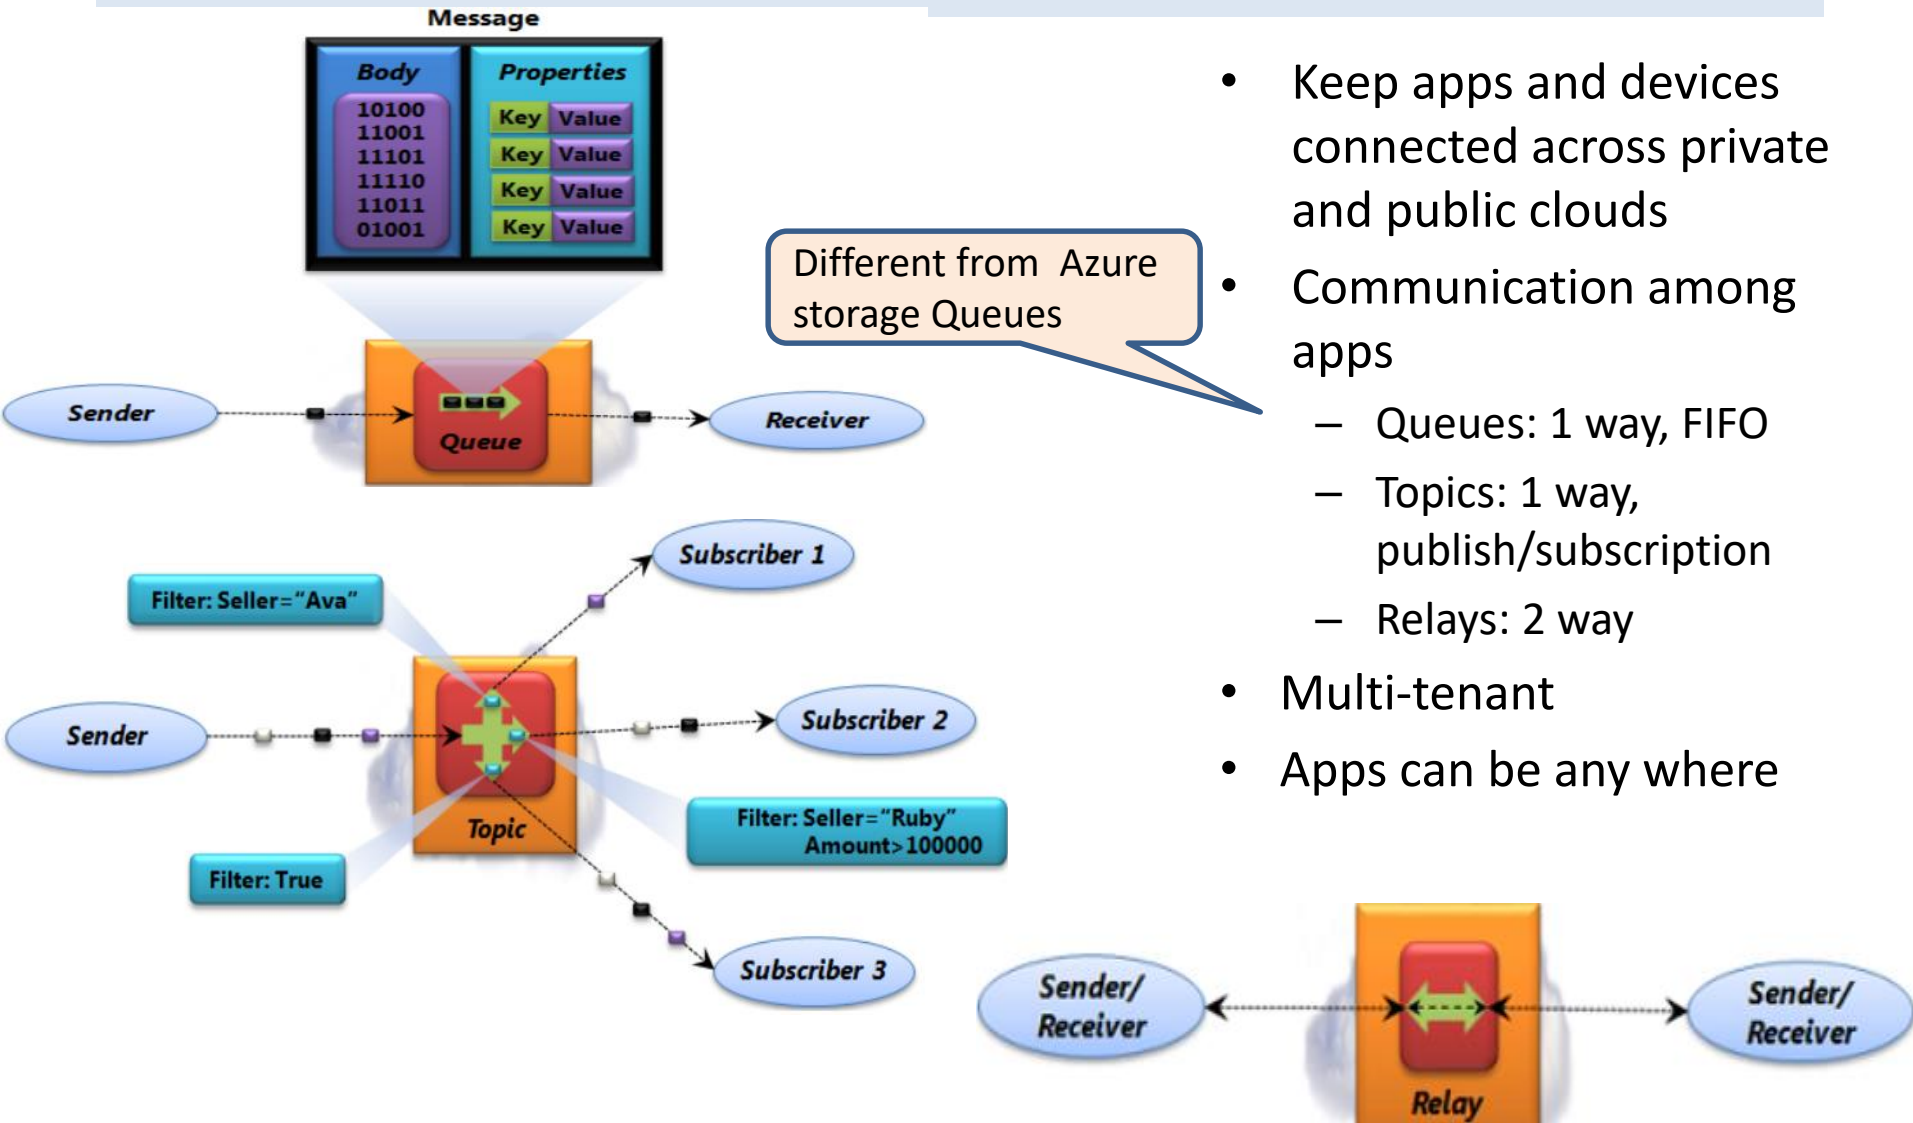 Message
Body
Properties
10100
11001
11101
11110
11011
01001
Key Value
Key Value
Key Value
Key Value
Sender
Queue
Receiver
Different from Azure
storage Queues
• Keep apps and devices
connected across private
and public clouds
• Communication among
apps
– Queues: 1 way, FIFO
– Topics: 1 way,
publish/subscription
– Relays: 2 way
• Multi-tenant
• Apps can be any where
Subscriber 1
Filter: Seller=“Ava”
Sender
Subscriber 2
Topic
Filter: Seller=“Ruby”
Amount>100000
Filter: True
Subscriber 3
Sender/
Receiver
Relay
Sender/
Receiver